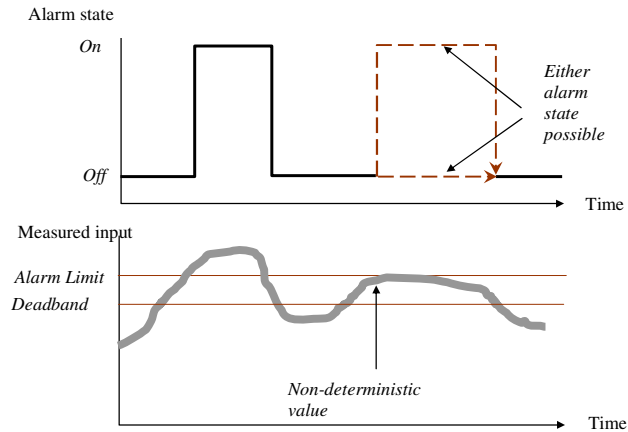 Alarm state
On
Either
alarm
state
possible
Off
Time
Measured input
Alarm Limit
Deadband
Non-deterministic
value
Time